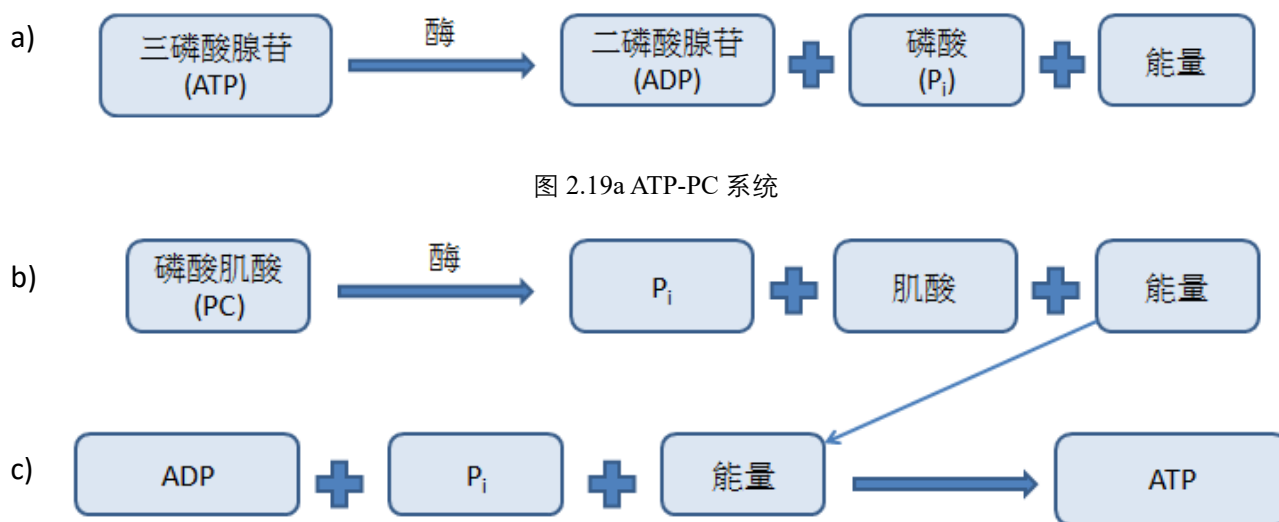 a)
三磷酸腺苷
(ATP)
酶
二磷酸腺苷
(ADP)
磷酸
(Pi)
能量
图 2.19a ATP-PC 系统
b)
磷酸肌酸
(PC)
酶
Pi
肌酸
能量
c)
ADP
Pi
能量
ATP